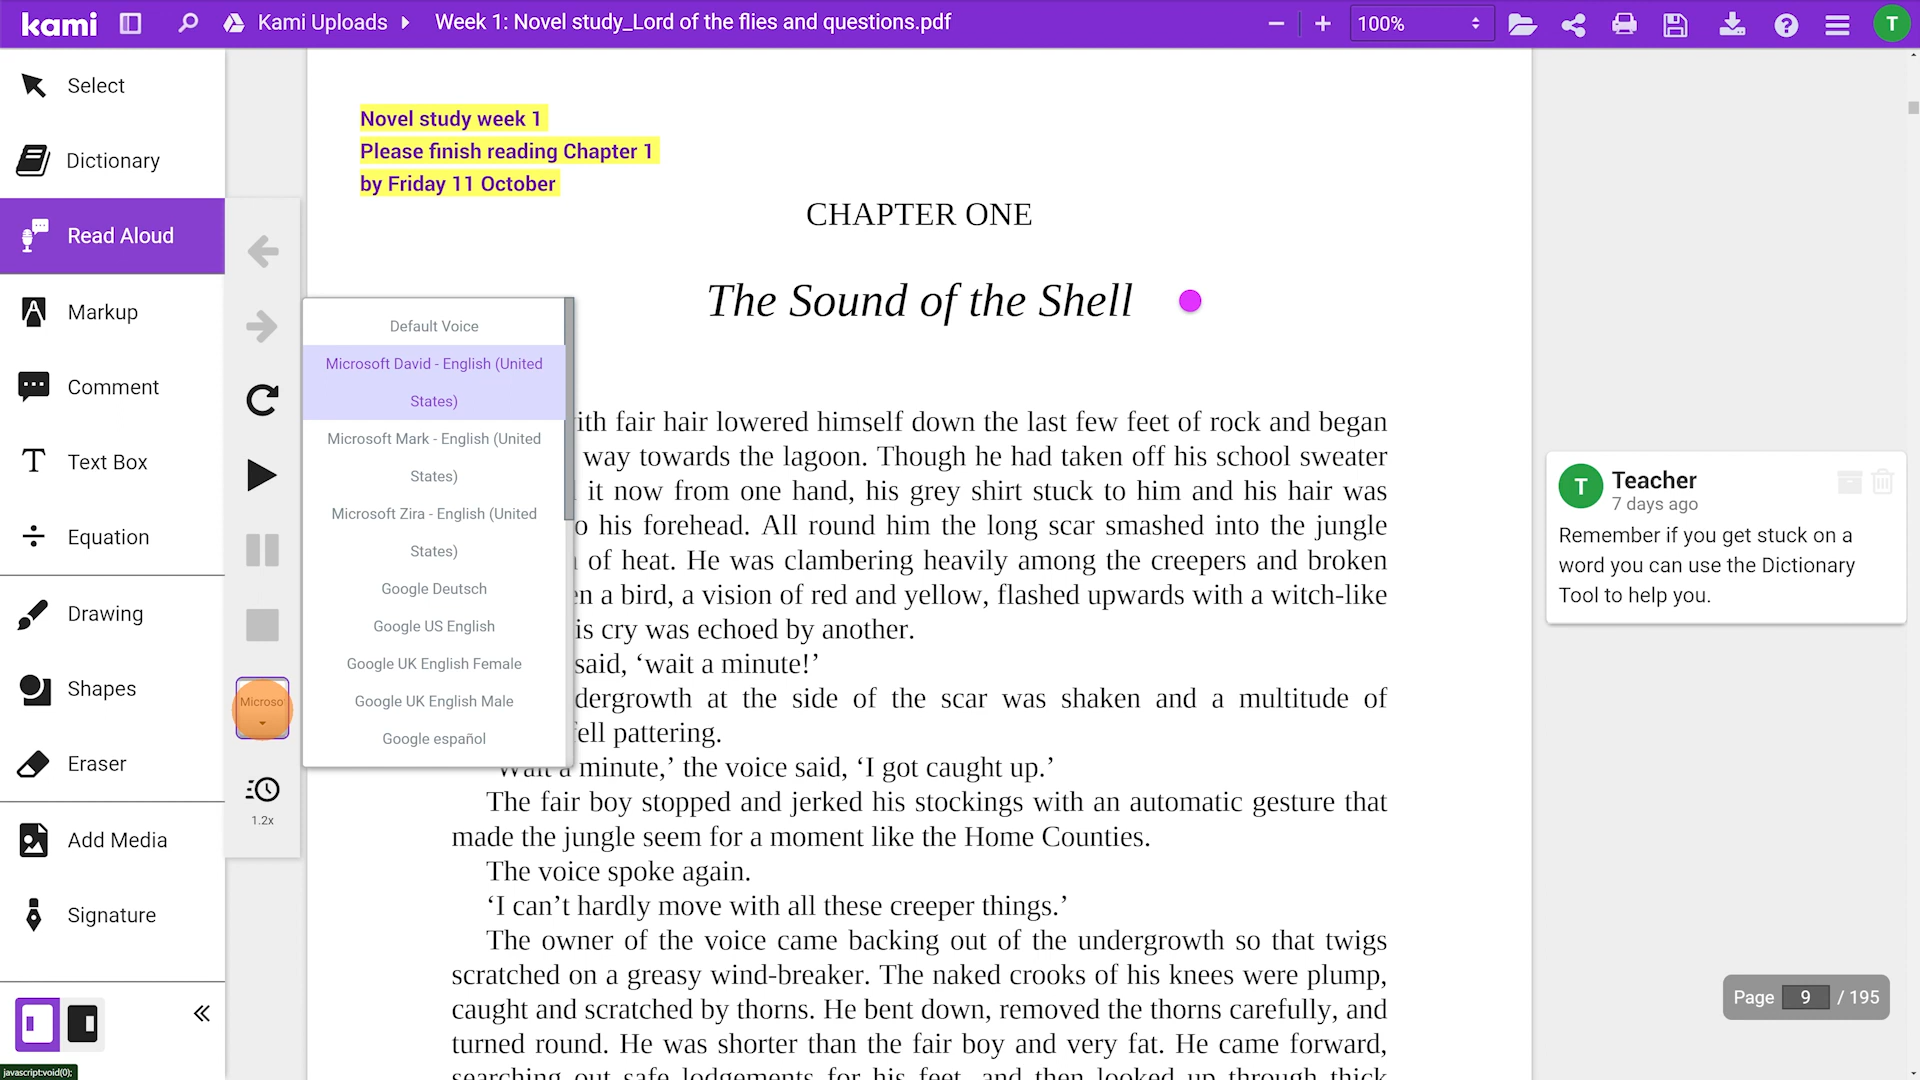 kami
Kami Uploads
Week 1: Novel study_Lord of the flies and questions.pdf
100%
T
Select
Dictionary
Read Aloud
Markup
Comment
Text Box
Equation
Drawing
Shapes
Eraser
Add Media
Signature
javascript:void(0);
Microso
1.2x
Default Voice
Microsoft David - English (United
States)
Microsoft Mark - English (United
States)
Microsoft Zira - English (United
States)
Google Deutsch
Google US English
Google UK English Female
Google UK English Male
Google español
Novel study week 1
Please finish reading Chapter 1
by Friday 11 October
CHAPTER ONE
The Sound of the Shell
ith fair hair lowered himself down the last few feet of rock and began
way towards the lagoon. Though he had taken off his school sweater
it now from one hand, his grey shirt stuck to him and his hair was
o his forehead. All round him the long scar smashed into the jungle
of heat. He was clambering heavily among the creepers and broken
en a bird, a vision of red and yellow, flashed upwards with a witch-like
is cry was echoed by another.
said, ‘wait a minute!’
dergrowth at the side of the scar was shaken and a multitude of
fell pattering.
‘Wait a minute,’ the voice said, ‘I got caught up.’
The fair boy stopped and jerked his stockings with an automatic gesture that
made the jungle seem for a moment like the Home Counties.
The voice spoke again.
‘I can’t hardly move with all these creeper things.’
The owner of the voice came backing out of the undergrowth so that twigs
scratched on a greasy wind-breaker. The naked crooks of his knees were plump,
caught and scratched by thorns. He bent down, removed the thorns carefully, and
turned round. He was shorter than the fair boy and very fat. He came forward,
searching out safe lodgements for his feet, and then looked up through thick
T
Teacher
7 days ago
Remember if you get stuck on a
word you can use the Dictionary
Tool to help you.
Page 9 / 195